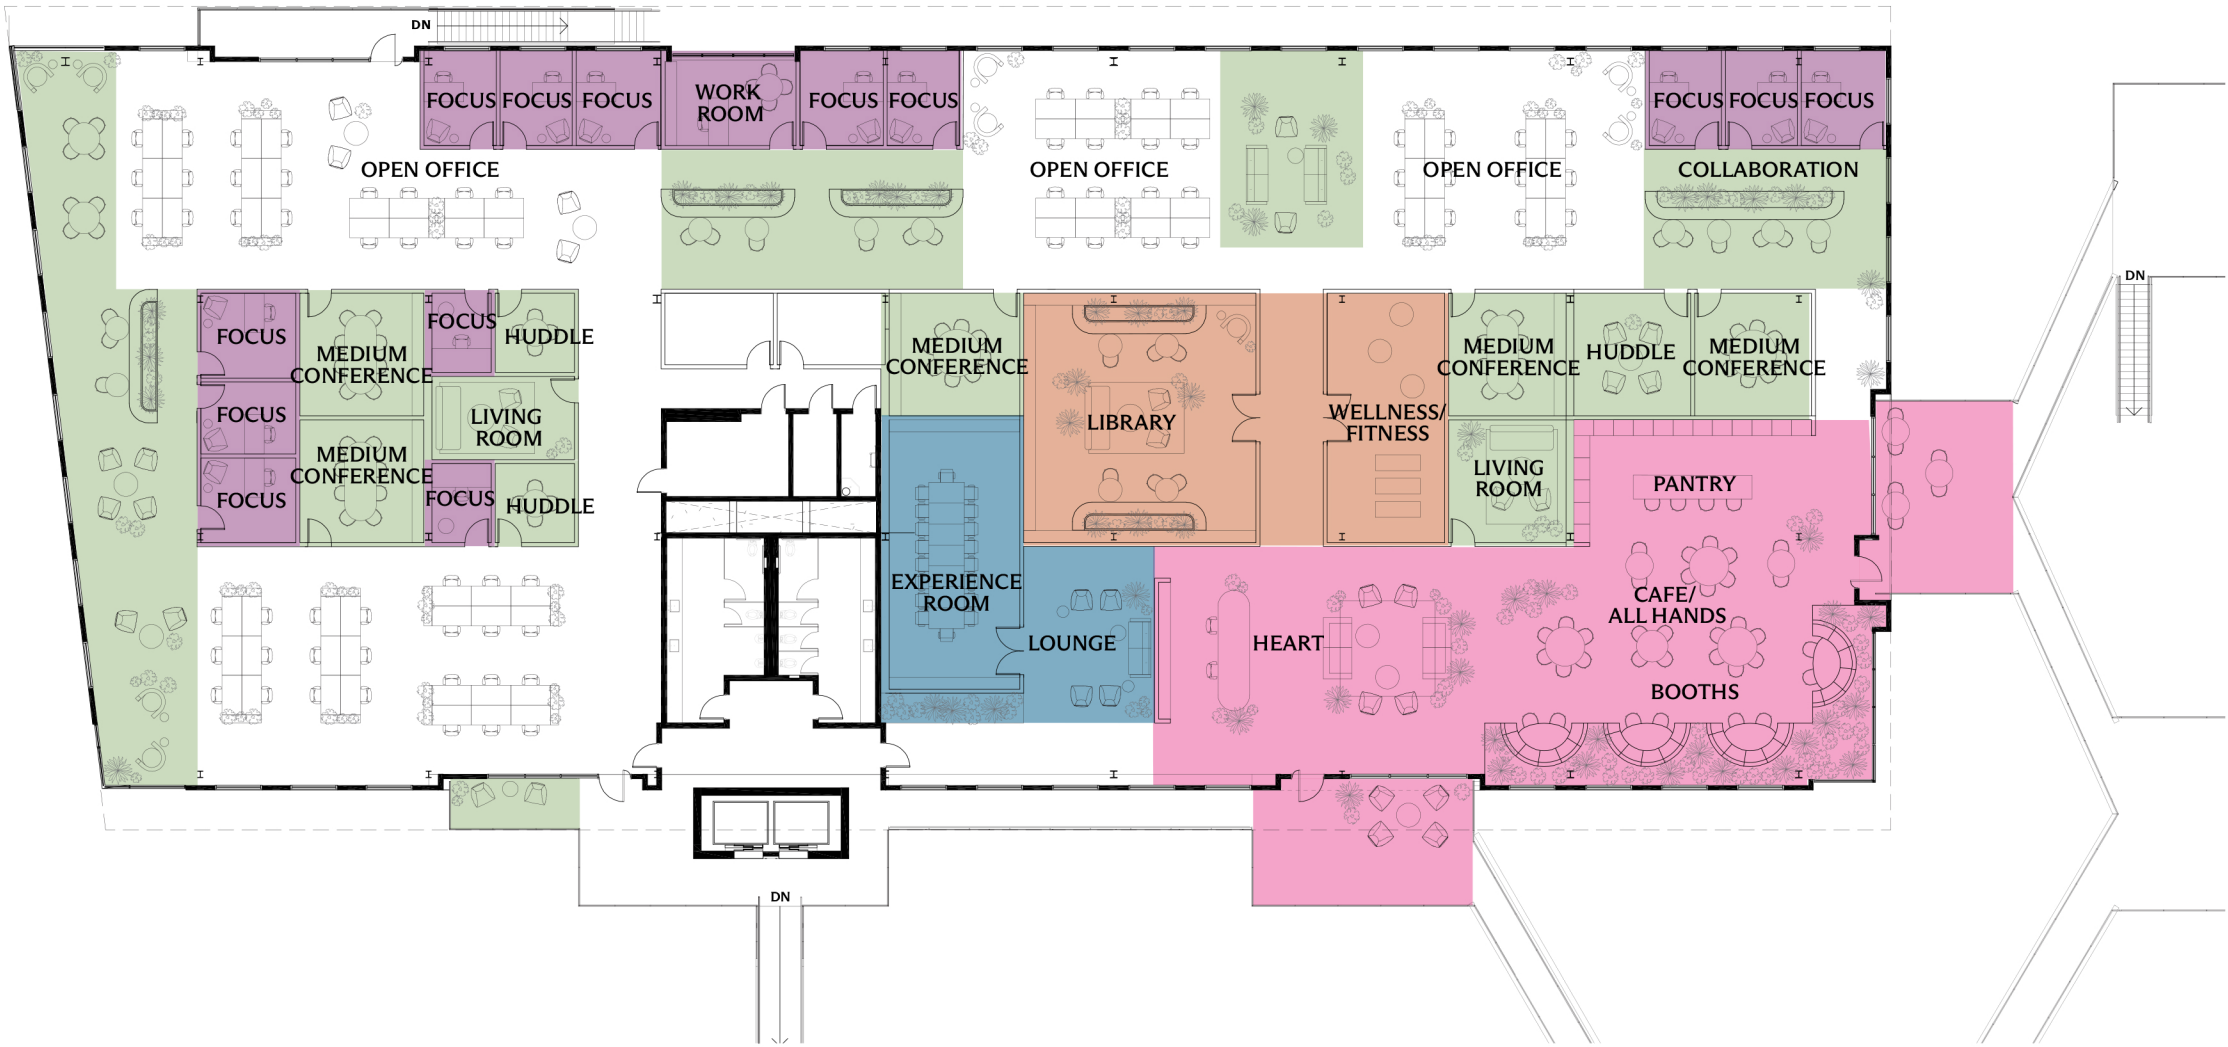 DN
FOCUS
FOCUS
FOCUS
WORK
ROOM
FOCUS
FOCUS
FOCUS
FOCUS
FOCUS
OPEN OFFICE
OPEN OFFICE
OPEN OFFICE
COLLABORATION
DN
FOCUS
MEDIUM
CONFERENCE
FOCUS
HUDDLE
MEDIUM
CONFERENCE
MEDIUM
CONFERENCE
HUDDLE
MEDIUM
CONFERENCE
FOCUS
LIVING
ROOM
LIBRARY
WELLNESS/
FITNESS
FOCUS
MEDIUM
CONFERENCE
FOCUS
HUDDLE
LIVING
ROOM
PANTRY
EXPERIENCE
ROOM
CAFE/
ALL HANDS
LOUNGE
HEART
BOOTHS
DN